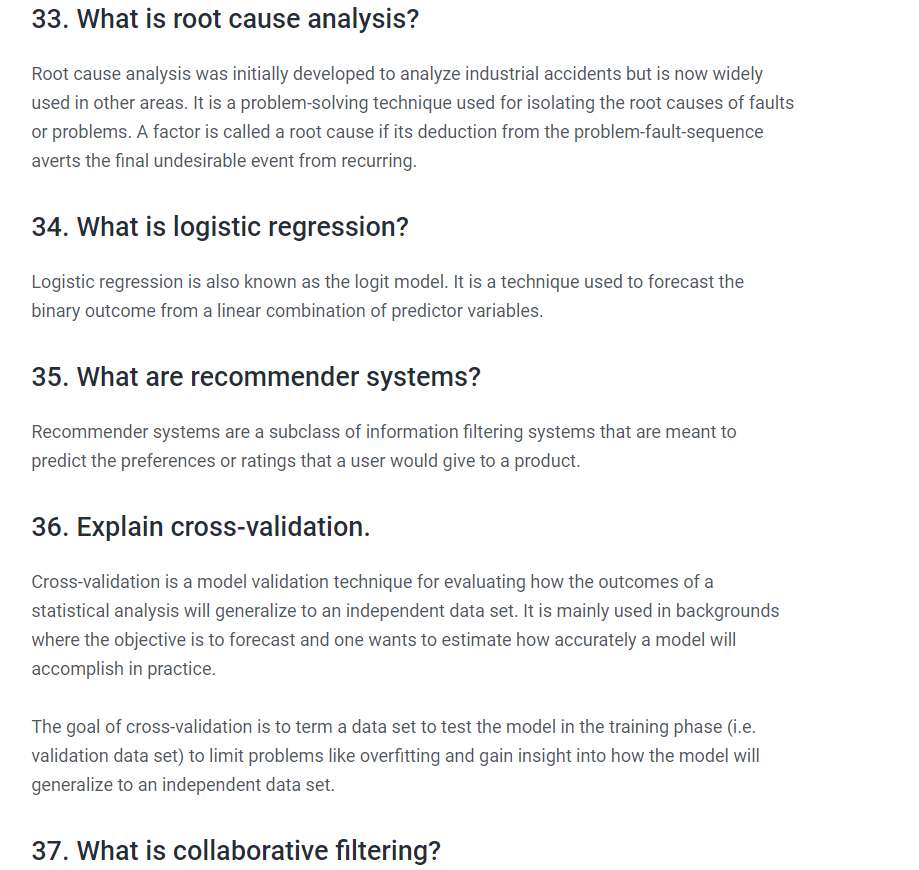 33. What is root cause analysis?
Root cause analysis was initially developed to analyze industrial accidents but is now widely
used in other areas. It is a problem-solving technique used for isolating the root causes of faults
or problems. A factor is called a root cause if its deduction from the problem-fault-sequence
averts the final undesirable event from recurring.
34. What is logistic regression?
Logistic regression is also known as the logit model. It is a technique used to forecast the
binary outcome from a linear combination of predictor variables.
35. What are recommender systems?
Recommender systems are a subclass of information filtering systems that are meant to
predict the preferences or ratings that a user would give to a product.
36. Explain cross-validation.
Cross-validation is a model validation technique for evaluating how the outcomes of a
statistical analysis will generalize to an independent data set. It is mainly used in backgrounds
where the objective is to forecast and one wants to estimate how accurately a model will
accomplish in practice.
The goal of cross-validation is to term a data set to test the model in the training phase (i.e.
validation data set) to limit problems like overfitting and gain insight into how the model will
generalize to an independent data set.
37. What is collaborative filtering?